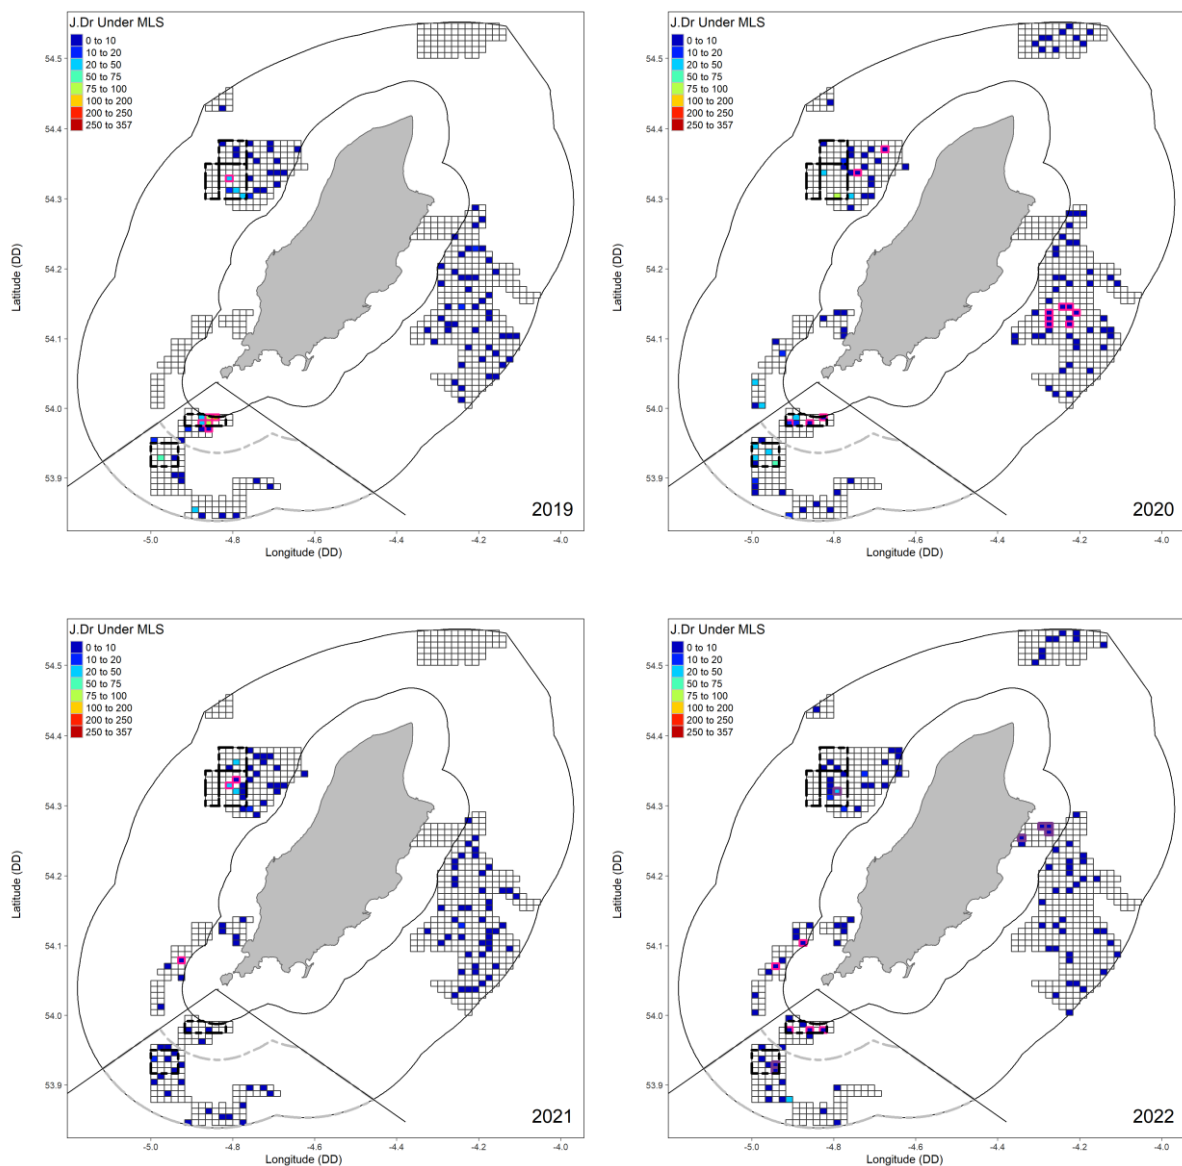 J.Dr Under MLS
0 to 10
10 to 20
20 to 50
50 to 75
75 to 100
100 to 200
200 to 250
250 to 357
54.5
54.4
54.3
54.2
54.1
54.0
53.9
Latitude (DD)
-5.0 -4.8 -4.6 -4.4 -4.2 -4.0
Longitude (DD)
2019
J.Dr Under MLS
0 to 10
10 to 20
20 to 50
50 to 75
75 to 100
100 to 200
200 to 250
250 to 357
54.5
54.4
54.3
54.2
54.1
54.0
53.9
Latitude (DD)
-5.0 -4.8 -4.6 -4.4 -4.2 -4.0
Longitude (DD)
2020
J.Dr Under MLS
0 to 10
10 to 20
20 to 50
50 to 75
75 to 100
100 to 200
200 to 250
250 to 357
54.5
54.4
54.3
54.2
54.1
54.0
53.9
Latitude (DD)
-5.0 -4.8 -4.6 -4.4 -4.2 -4.0
Longitude (DD)
2021
J.Dr Under MLS
0 to 10
10 to 20
20 to 50
50 to 75
75 to 100
100 to 200
200 to 250
250 to 357
54.5
54.4
54.3
54.2
54.1
54.0
53.9
Latitude (DD)
-5.0 -4.8 -4.6 -4.4 -4.2 -4.0
Longitude (DD)
2022